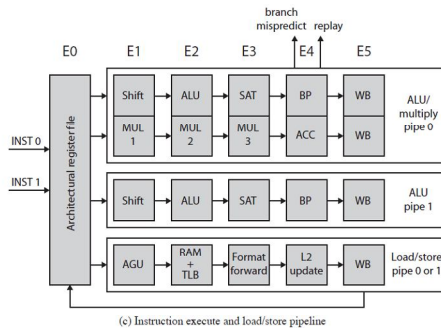 branch
mispredict replay
E0 E1 E2 E3 E4 E5
INST 0
INST 1
Architectural register file
Shift ALU SAT BP WB
MUL 1 MUL 2 MUL 3 ACC WB
ALU/
multiply
pipe 0
Shift ALU SAT BP WB
ALU
pipe 1
AGU RAM + TLB Format forward L2 update WB
Load/store
pipe 0 or 1
(c) Instruction execute and load/store pipeline